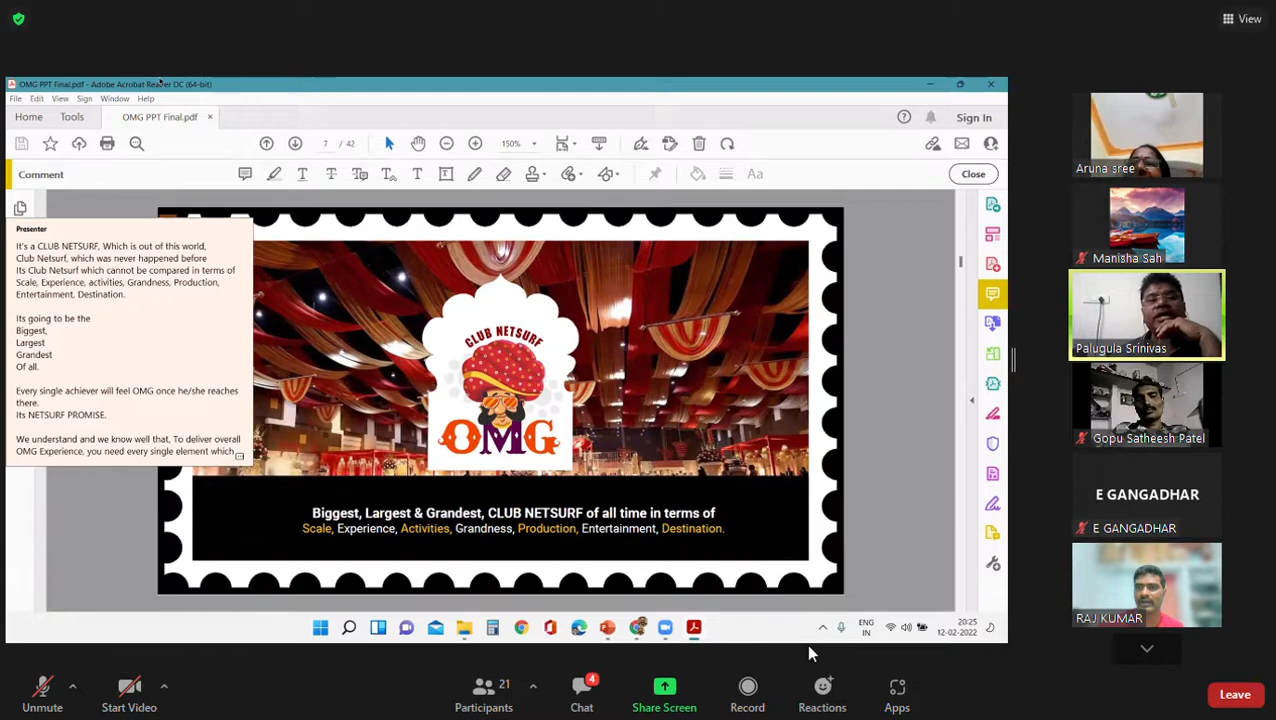 View
OMG PPT Final.pdf - Adobe Acrobat Reader DC (64-bit)
File Edit View Sign Window Help
Home Tools OMG PPT Final.pdf × Sign In
7 / 42 150%
Comment Close
Presenter
It's a CLUB NETSURF, Which is out of this world,
Club Netsurf, which was never happened before
Its Club Netsurf which cannot be compared in terms of
Scale, Experience, activities, Grandness, Production,
Entertainment, Destination.
Its going to be the
Biggest,
Largest
Grandest
Of all.
Every single achiever will feel OMG once he/she reaches
there.
Its NETSURF PROMISE.
We understand and we know well that, To deliver overall
OMG Experience, you need every single element which
CLUB NETSURF
OMG
Biggest, Largest & Grandest, CLUB NETSURF of all time in terms of
Scale, Experience, Activities, Grandness, Production, Entertainment, Destination.
ENG
IN
20:25
12-02-2022
Aruna sree
Manisha Sah
Palugula Srinivas
Gopu Satheesh Patel
E GANGADHAR
E GANGADHAR
RAJ KUMAR
Unmute
Start Video
21
Participants
4
Chat
Share Screen
Record
Reactions
Apps
Leave